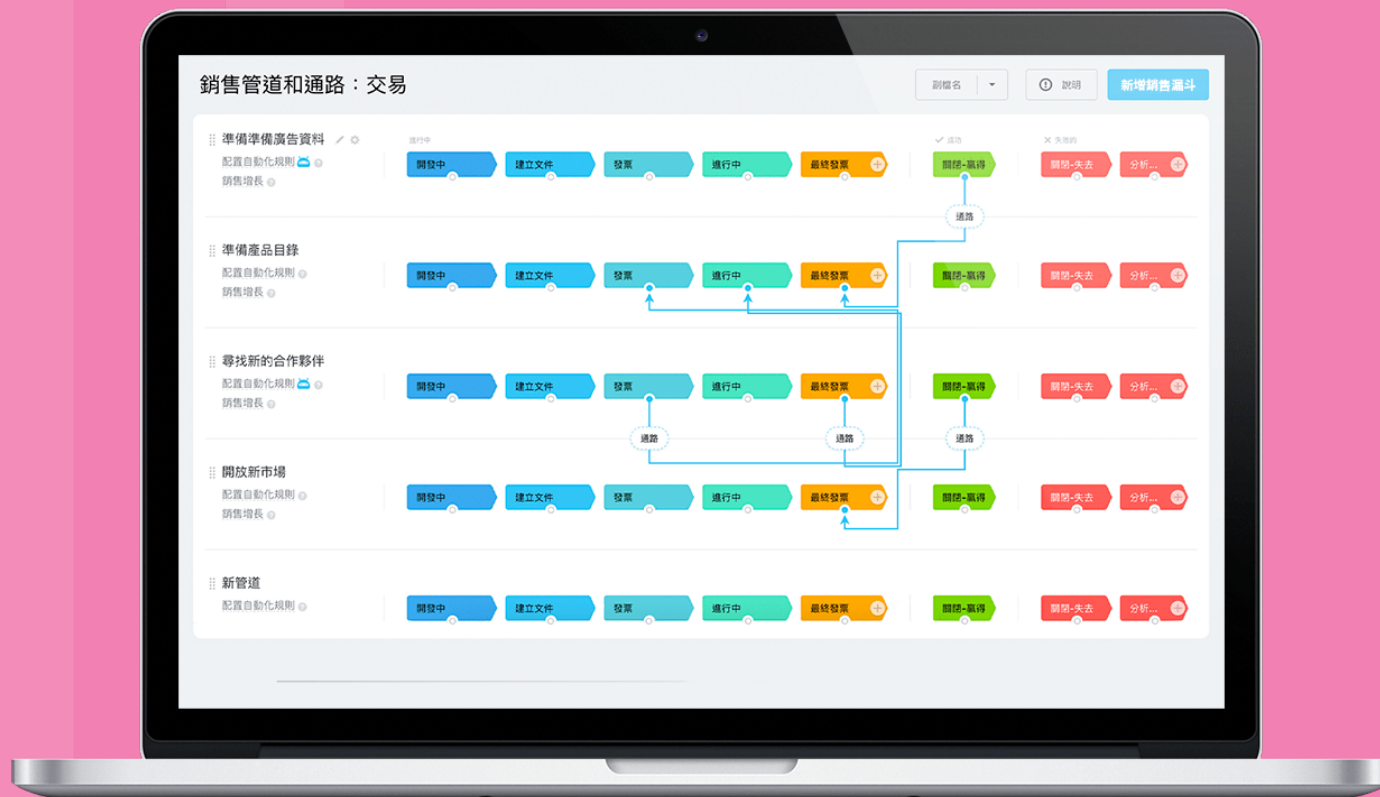 銷售管道和通路：交易
副檔名
說明
新增銷售漏斗
準備準備廣告資料
配置自動化規則
銷售增長
進行中
成功
失敗的
開發中 建立文件 發票 進行中 最終發票 關閉-贏得 關閉-失去 分析...
通路
準備產品目錄
配置自動化規則
銷售增長
開發中 建立文件 發票 進行中 最終發票 關閉-贏得 關閉-失去 分析...
尋找新的合作夥伴
配置自動化規則
銷售增長
開發中 建立文件 發票 進行中 最終發票 關閉-贏得 關閉-失去 分析...
通路 通路 通路
開放新市場
配置自動化規則
銷售增長
開發中 建立文件 發票 進行中 最終發票 關閉-贏得 關閉-失去 分析...
新管道
配置自動化規則
開發中 建立文件 發票 進行中 最終發票 關閉-贏得 關閉-失去 分析...